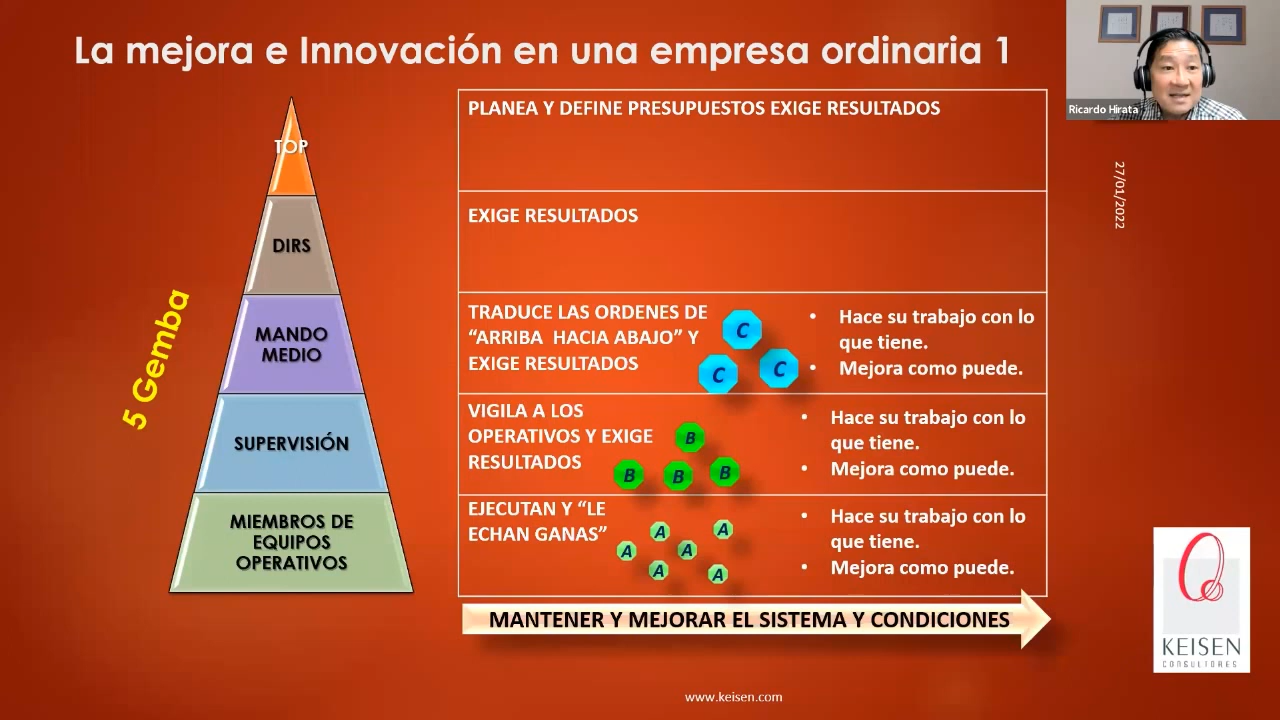 La mejora e Innovación en una empresa ordinaria 1
Ricardo Hirata
27/01/2022
5 Gemba
TOP
DIRS
MANDO
MEDIO
SUPERVISIÓN
MIEMBROS DE
EQUIPOS
OPERATIVOS
PLANEA Y DEFINE PRESUPUESTOS EXIGE RESULTADOS
EXIGE RESULTADOS
TRADUCE LAS ORDENES DE
“ARRIBA HACIA ABAJO” Y
EXIGE RESULTADOS
C
C
C
• Hace su trabajo con lo
que tiene.
• Mejora como puede.
VIGILA A LOS
OPERATIVOS Y EXIGE
RESULTADOS
B
B
B
B
• Hace su trabajo con lo
que tiene.
• Mejora como puede.
EJECUTAN Y “LE
ECHAN GANAS”
A
A
A
A
A
A
• Hace su trabajo con lo
que tiene.
• Mejora como puede.
MANTENER Y MEJORAR EL SISTEMA Y CONDICIONES
KEISEN
CONSULTORES
www.keisen.com